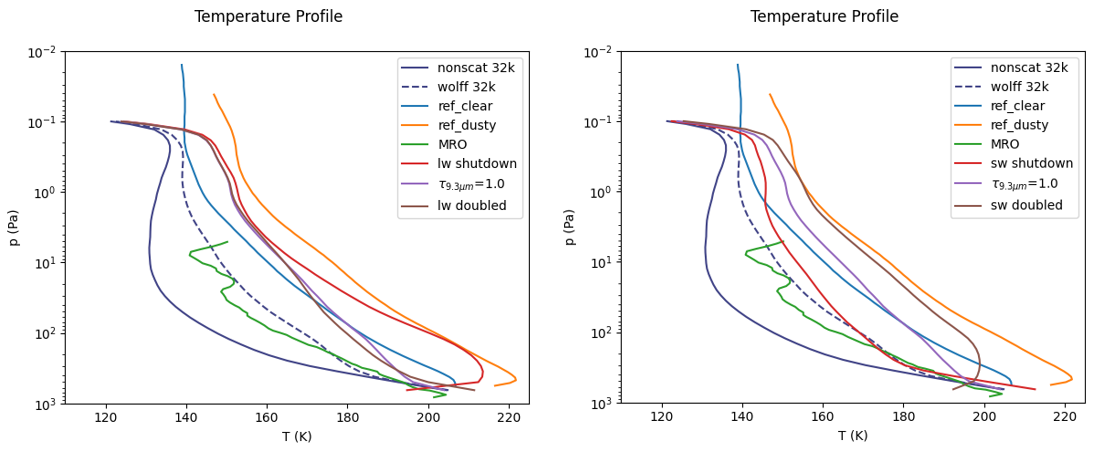 Temperature Profile
10⁻²
10⁻¹
10⁰
10¹
10²
10³
p (Pa)
120
140
160
180
200
220
T (K)
nonscat 32k
wolff 32k
ref_clear
ref_dusty
MRO
lw shutdown
τ₉.₃μₘ=1.0
lw doubled
Temperature Profile
10⁻²
10⁻¹
10⁰
10¹
10²
10³
p (Pa)
120
140
160
180
200
220
T (K)
nonscat 32k
wolff 32k
ref_clear
ref_dusty
MRO
sw shutdown
τ₉.₃μₘ=1.0
sw doubled